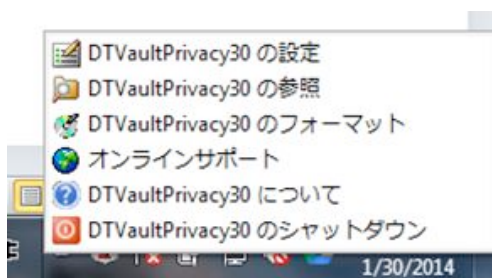 DTVaultPrivacy30 の設定
DTVaultPrivacy30 の参照
DTVaultPrivacy30 のフォーマット
オンラインサポート
DTVaultPrivacy30 について
DTVaultPrivacy30 のシャットダウン
1/30/2014